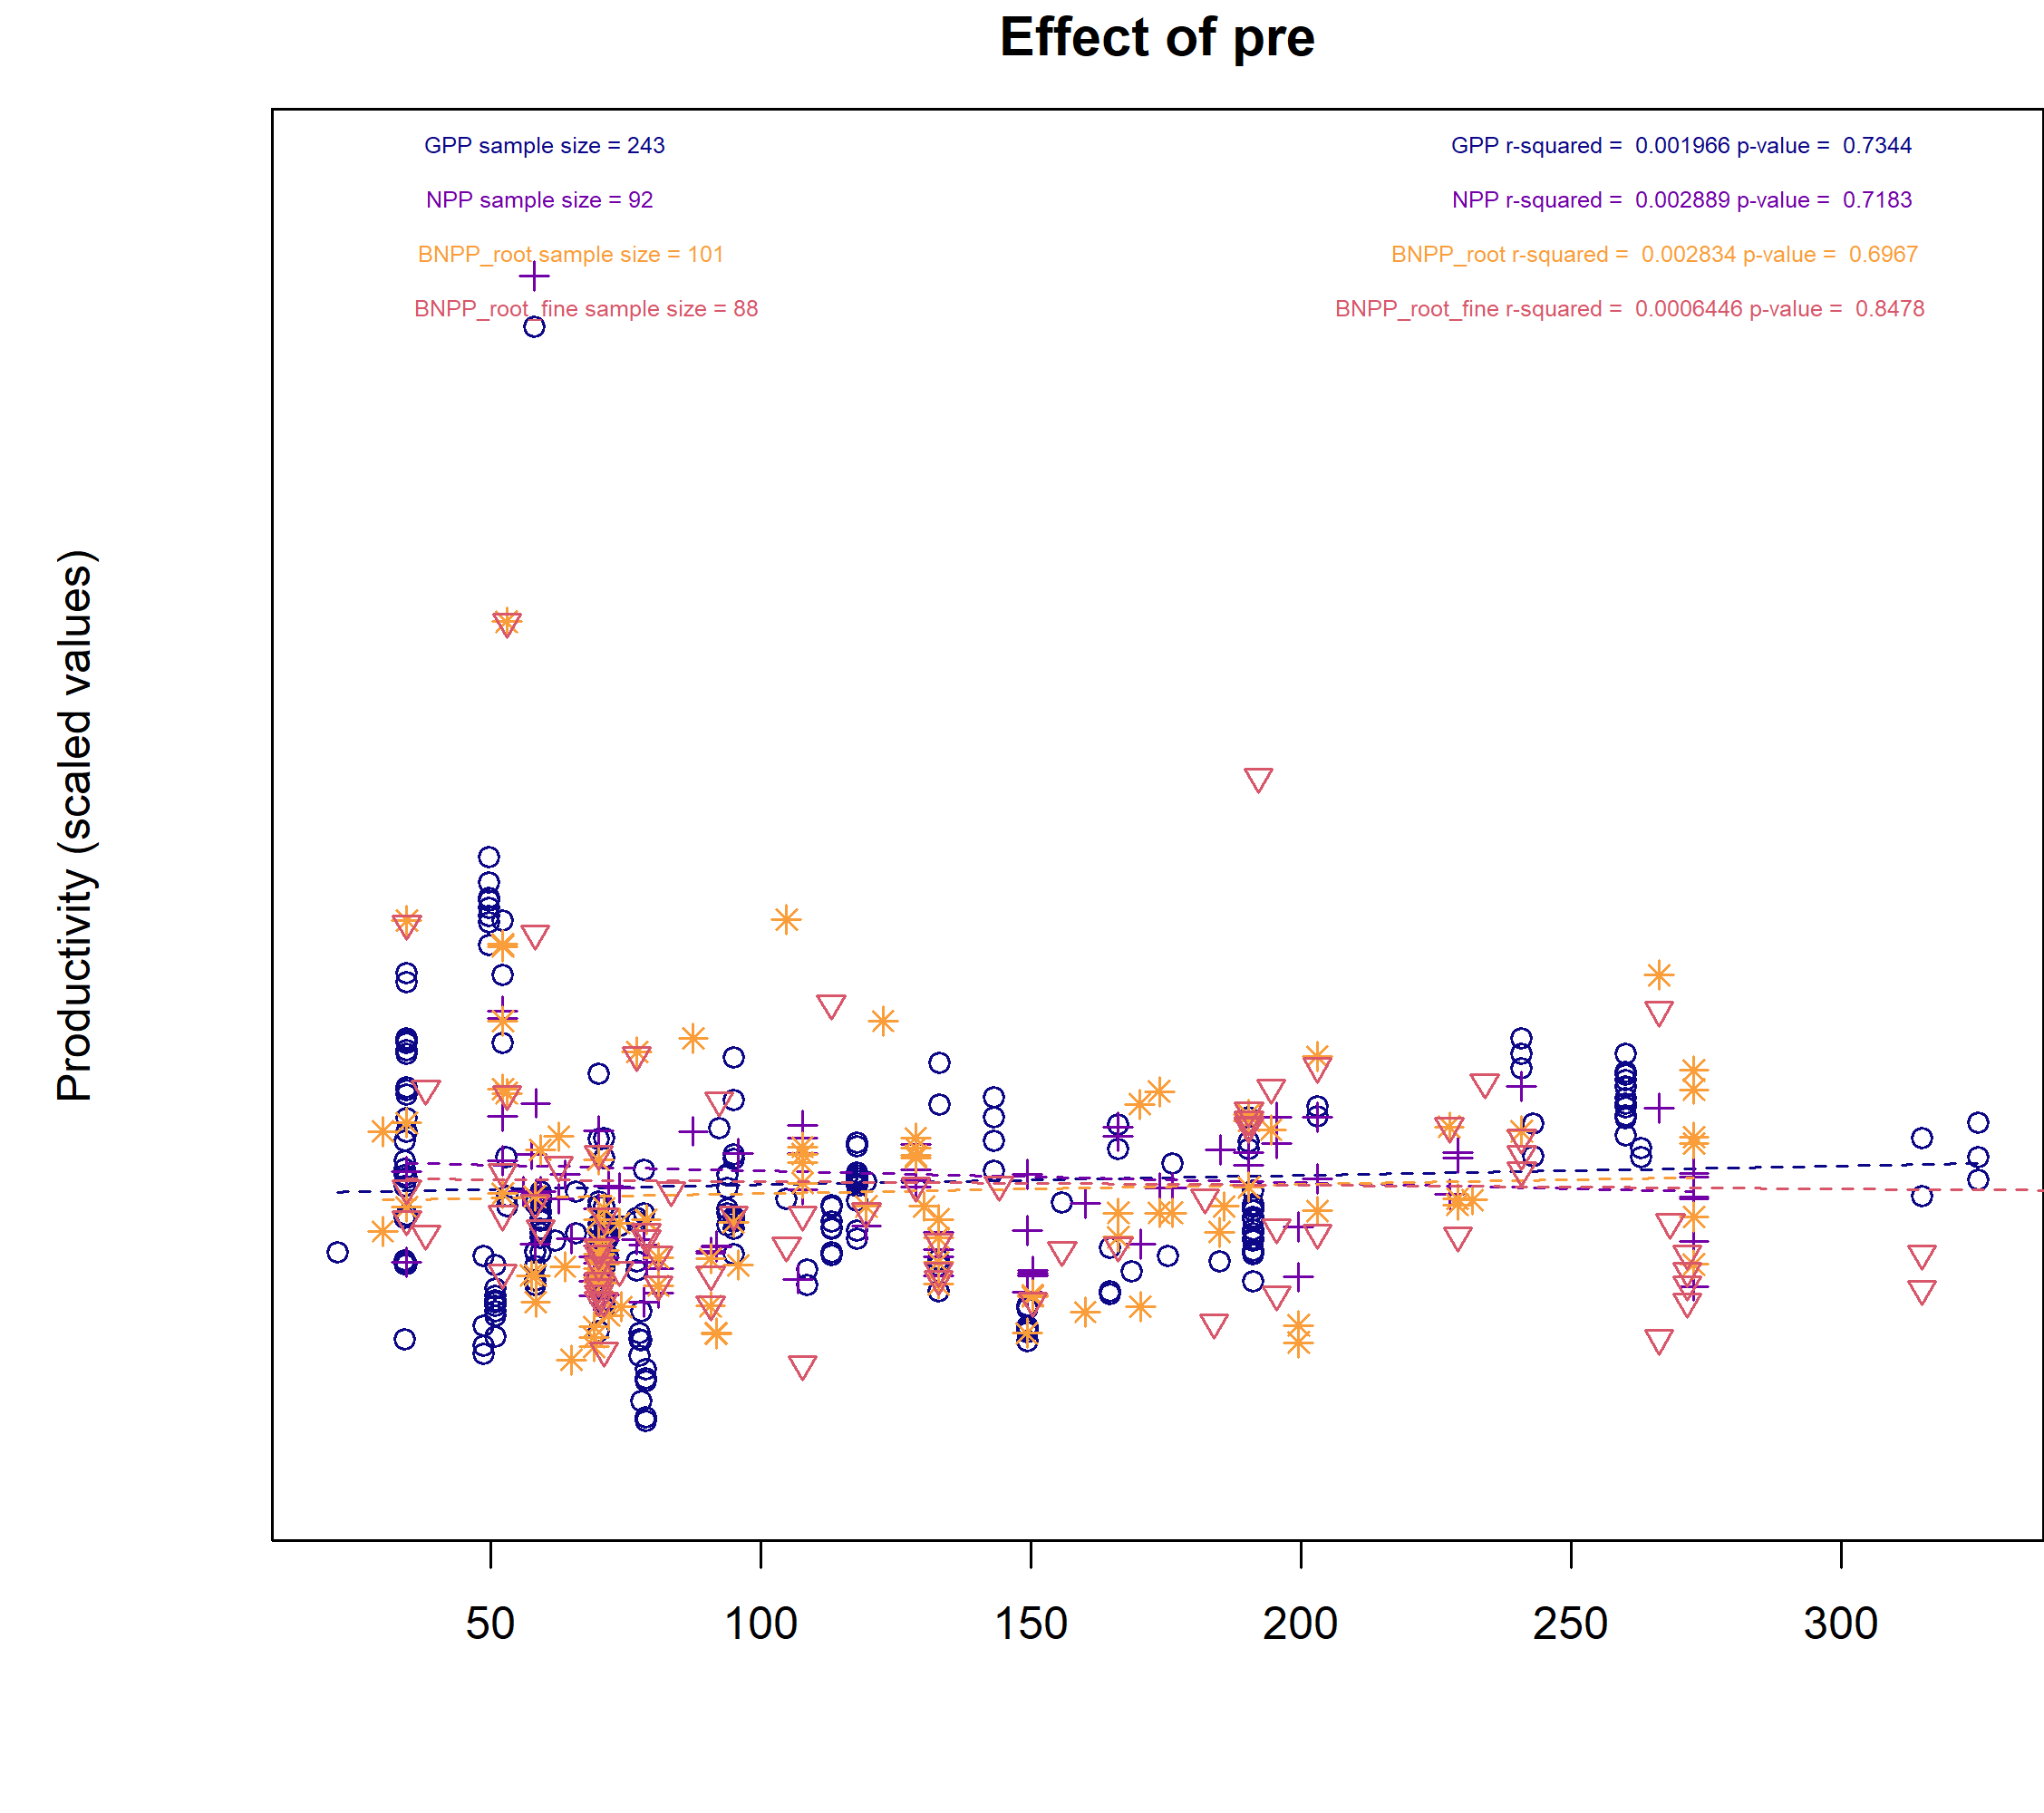 Effect of pre
GPP sample size = 243
GPP r-squared =  0.001966 p-value =  0.7344
NPP sample size = 92
NPP r-squared =  0.002889 p-value =  0.7183
BNPP_root sample size = 101
BNPP_root r-squared =  0.002834 p-value =  0.6967
BNPP_root_fine sample size = 88
BNPP_root_fine r-squared =  0.0006446 p-value =  0.8478
Productivity (scaled values)
50 100 150 200 250 300